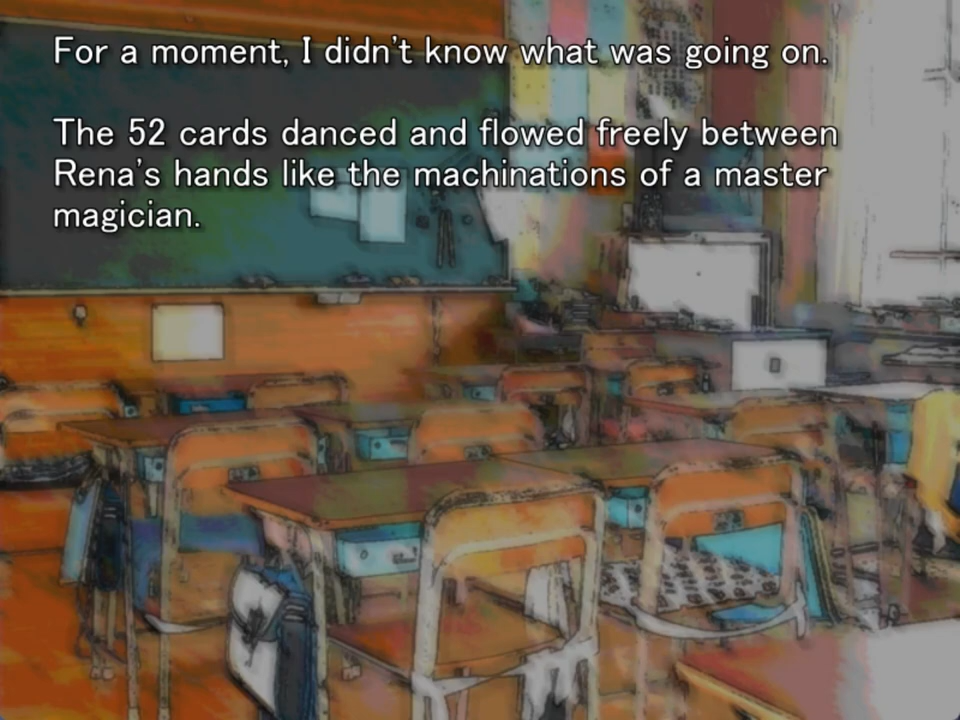 For a moment, I didn't know what was going on.
The 52 cards danced and flowed freely between
Rena's hands like the machinations of a master
magician.